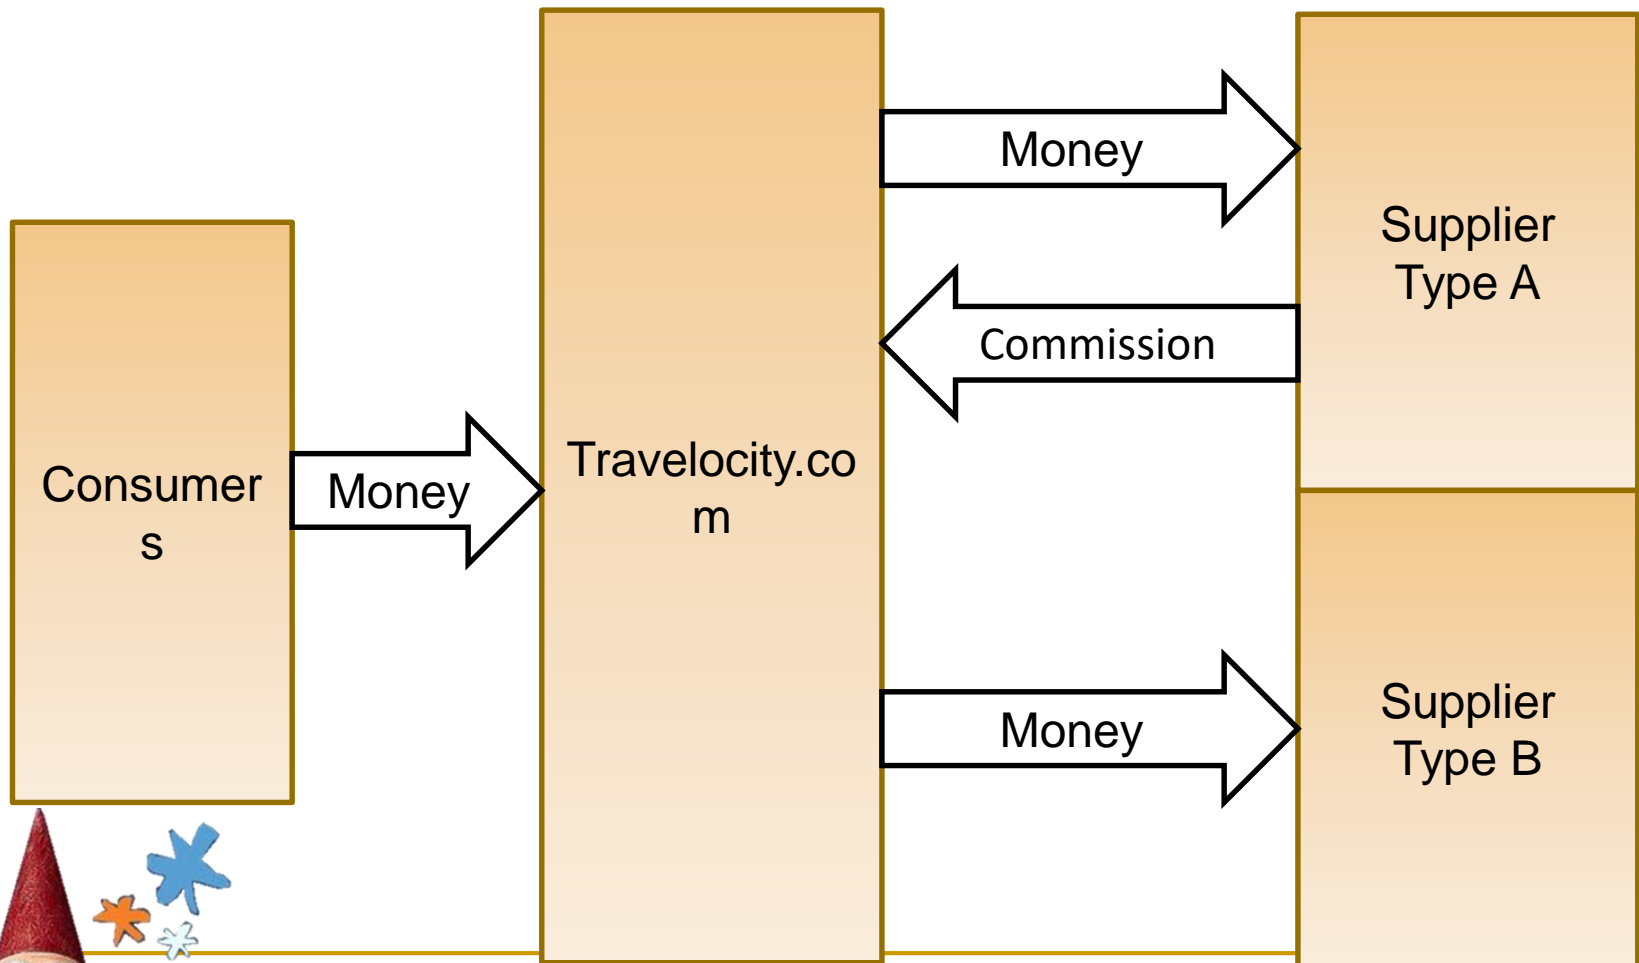 Consumer
s
Money
Travelocity.co
m
Money
Commission
Money
Supplier
Type A
Supplier
Type B